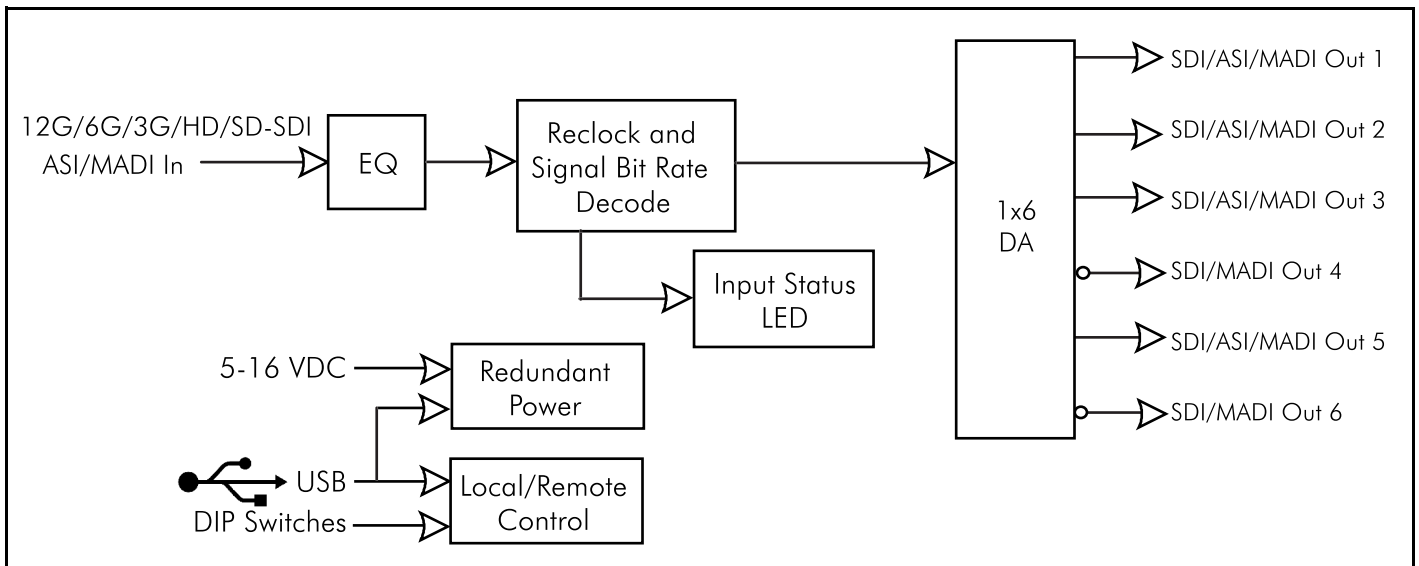 12G/6G/3G/HD/SD-SDI
ASI/MADI In
EQ
Reclock and
Signal Bit Rate
Decode
Input Status
LED
1x6
DA
SDI/ASI/MADI Out 1
SDI/ASI/MADI Out 2
SDI/ASI/MADI Out 3
SDI/MADI Out 4
SDI/ASI/MADI Out 5
SDI/MADI Out 6
5-16 VDC
Redundant
Power
USB
DIP Switches
Local/Remote
Control